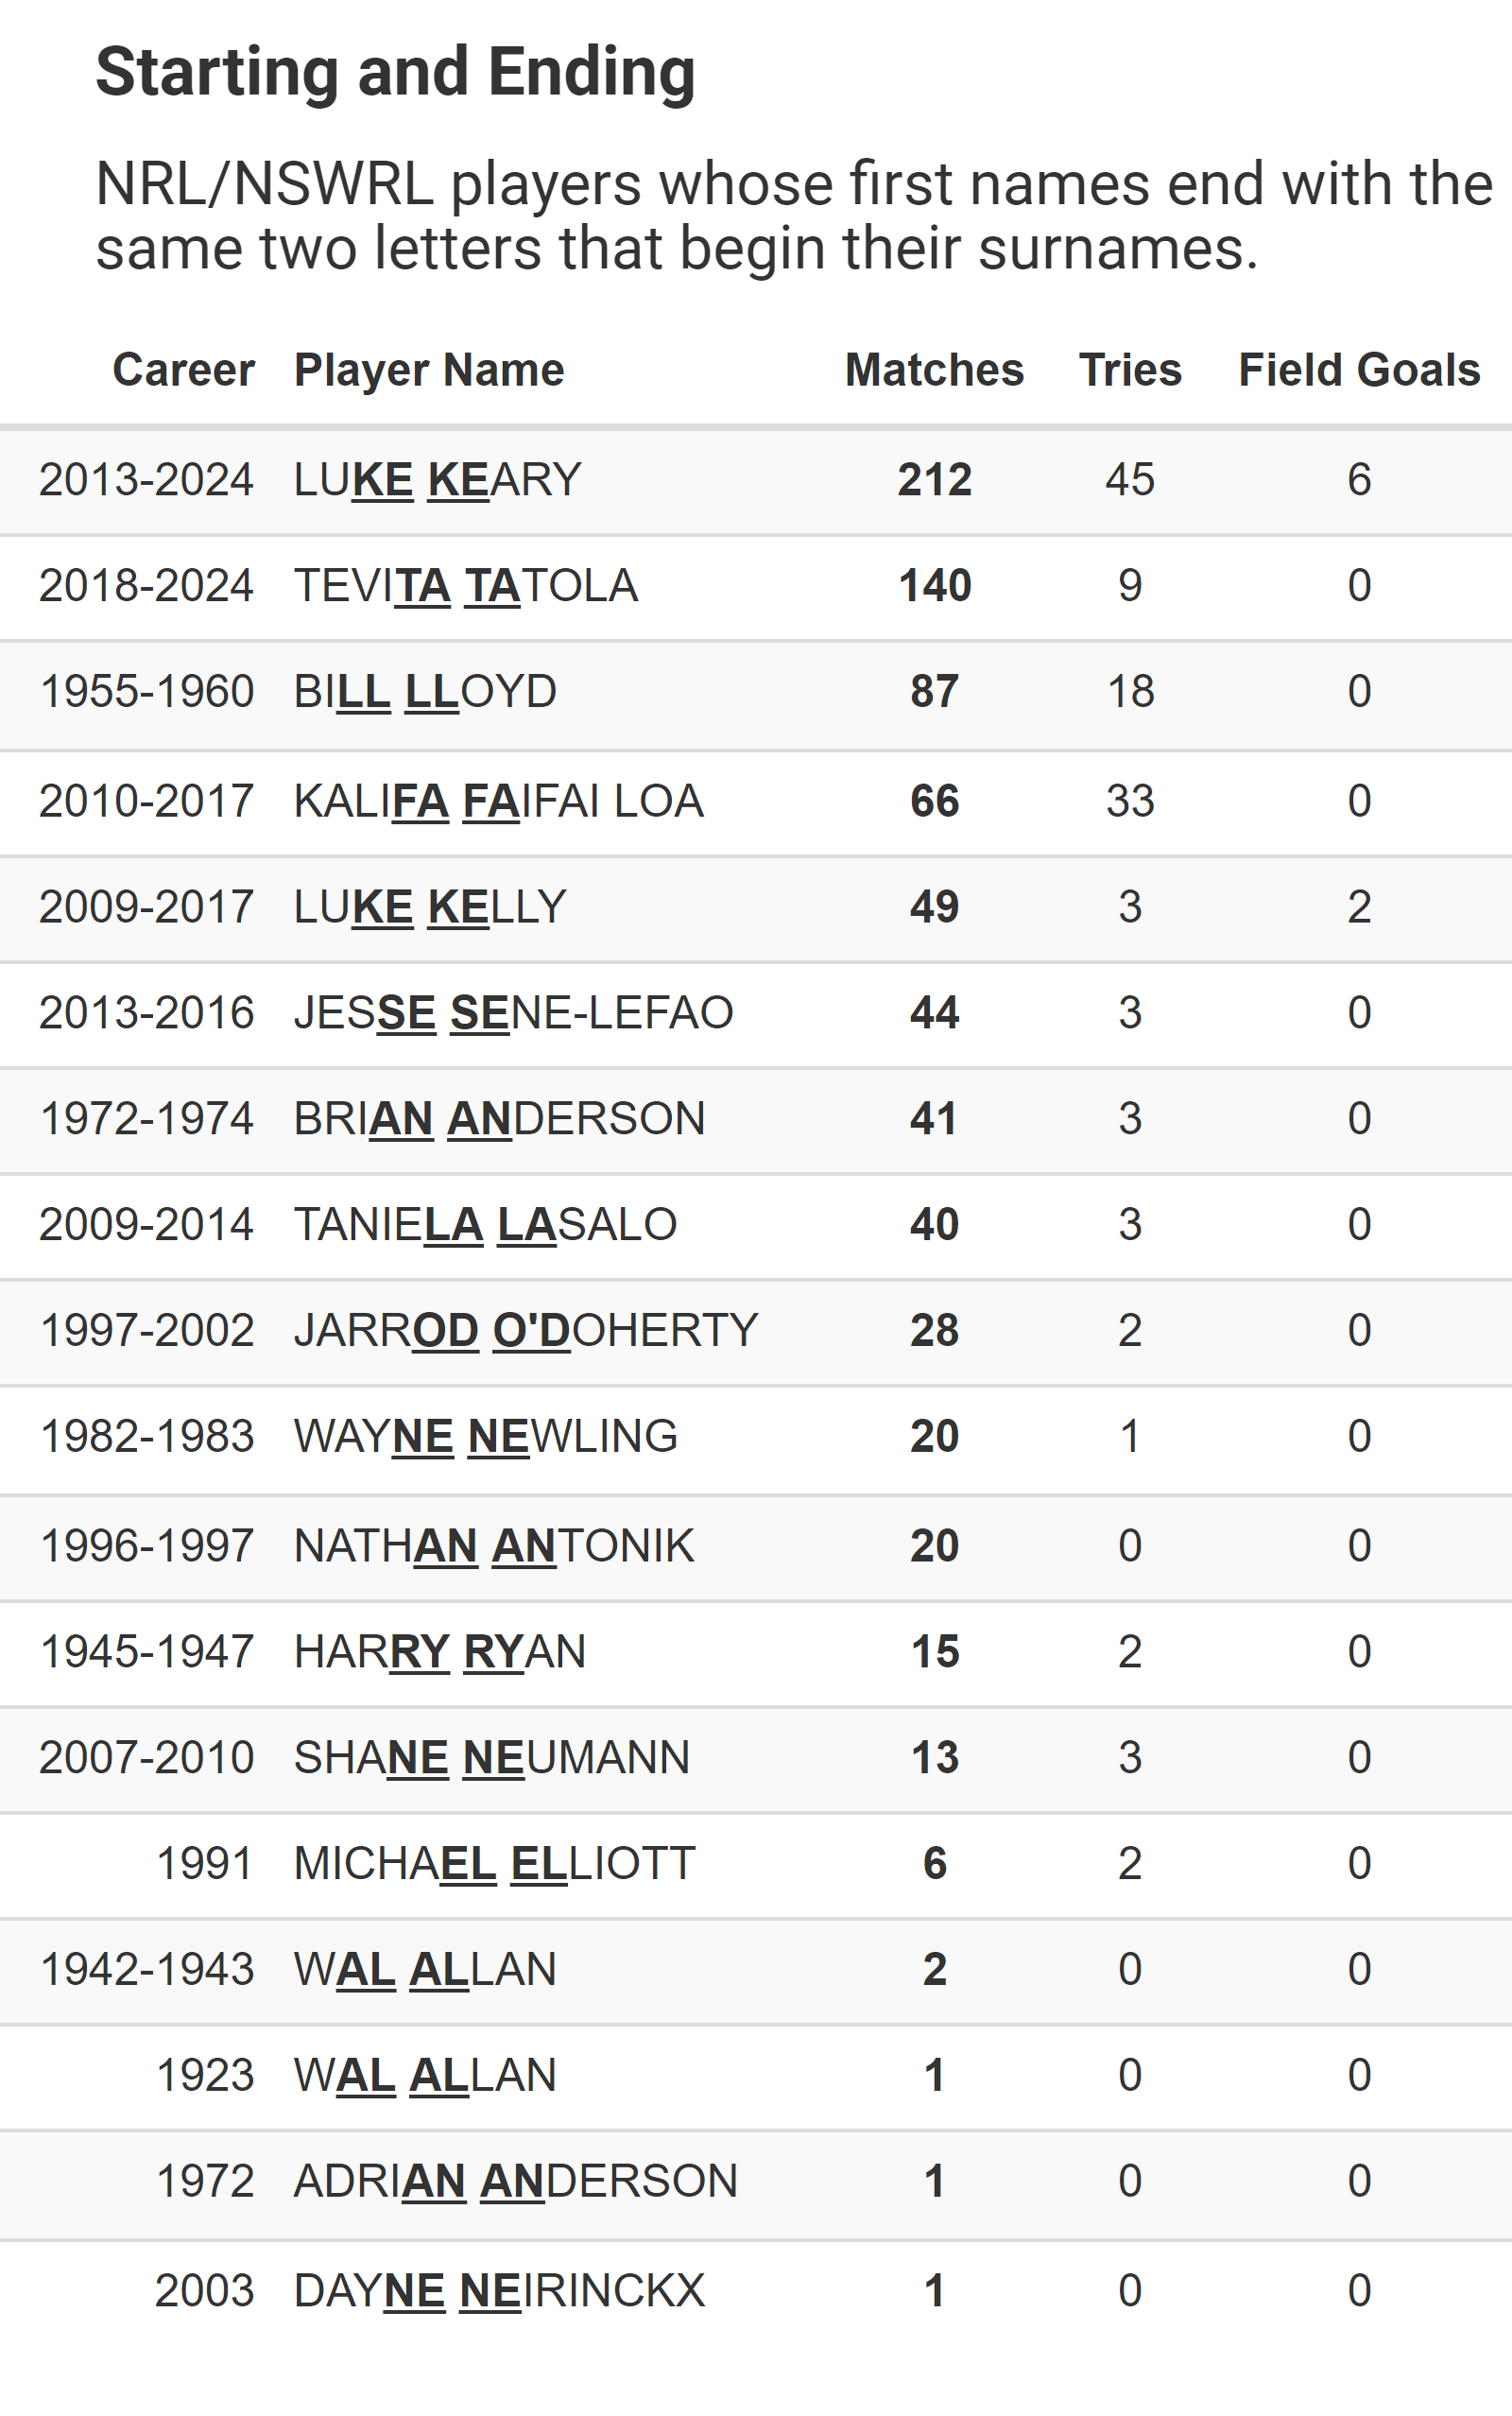 Starting and Ending
NRL/NSWRL players whose first names end with the
same two letters that begin their surnames.
Career Player Name Matches Tries Field Goals
2013-2024 LUKE KEARY 212 45 6
2018-2024 TEVITA TATOLA 140 9 0
1955-1960 BILL LLOYD 87 18 0
2010-2017 KALIFA FAIFAI LOA 66 33 0
2009-2017 LUKE KELLY 49 3 2
2013-2016 JESSE SENE-LEFAO 44 3 0
1972-1974 BRIAN ANDERSON 41 3 0
2009-2014 TANIELA LASALO 40 3 0
1997-2002 JARROD O'DOHERTY 28 2 0
1982-1983 WAYNE NEWLING 20 1 0
1996-1997 NATHAN ANTONIK 20 0 0
1945-1947 HARRY RYAN 15 2 0
2007-2010 SHANE NEUMANN 13 3 0
1991 MICHAEL ELLIOTT 6 2 0
1942-1943 WAL ALLAN 2 0 0
1923 WAL ALLAN 1 0 0
1972 ADRIAN ANDERSON 1 0 0
2003 DAYNE NEIRINCKX 1 0 0